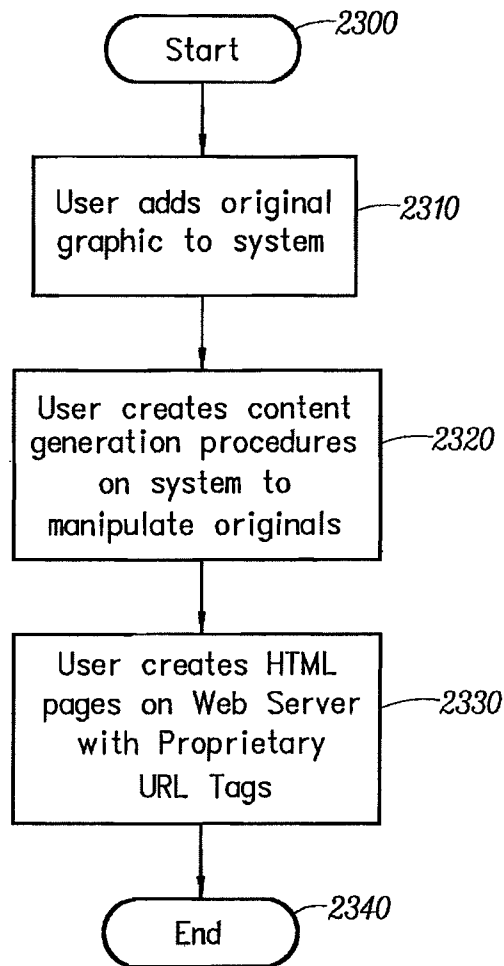 2300
Start
User adds original
graphic to system
2310
User creates content
generation procedures
on system to
manipulate originals
2320
User creates HTML
pages on Web Server
with Proprietary
URL Tags
2330
End
2340